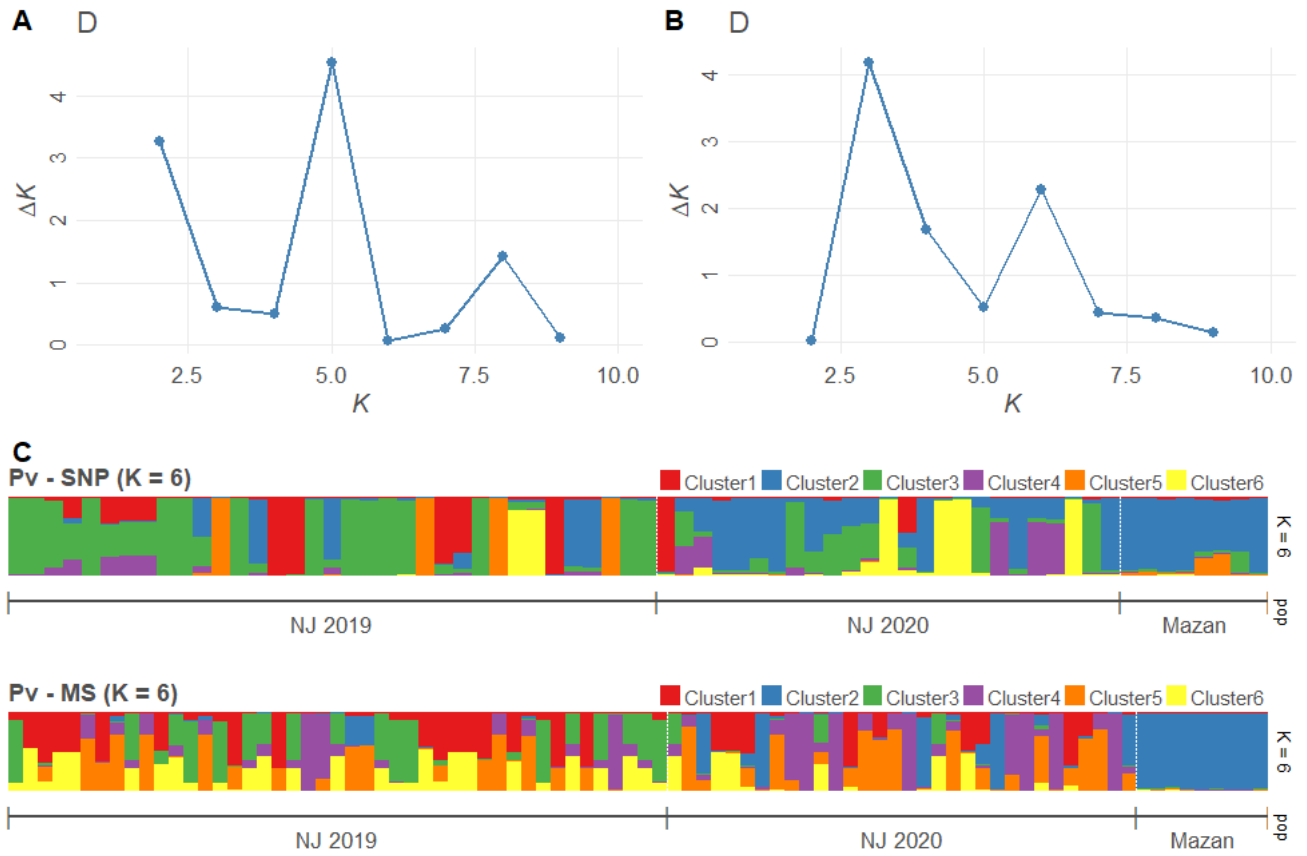 A D
4
3
2
1
0
ΔK
2.5 5.0 7.5 10.0
K
B D
4
3
2
1
0
ΔK
2.5 5.0 7.5 10.0
K
C
Pv - SNP (K = 6)
Cluster1 Cluster2 Cluster3 Cluster4 Cluster5 Cluster6
K = 6
pop
NJ 2019 NJ 2020 Mazan
Pv - MS (K = 6)
Cluster1 Cluster2 Cluster3 Cluster4 Cluster5 Cluster6
K = 6
pop
NJ 2019 NJ 2020 Mazan